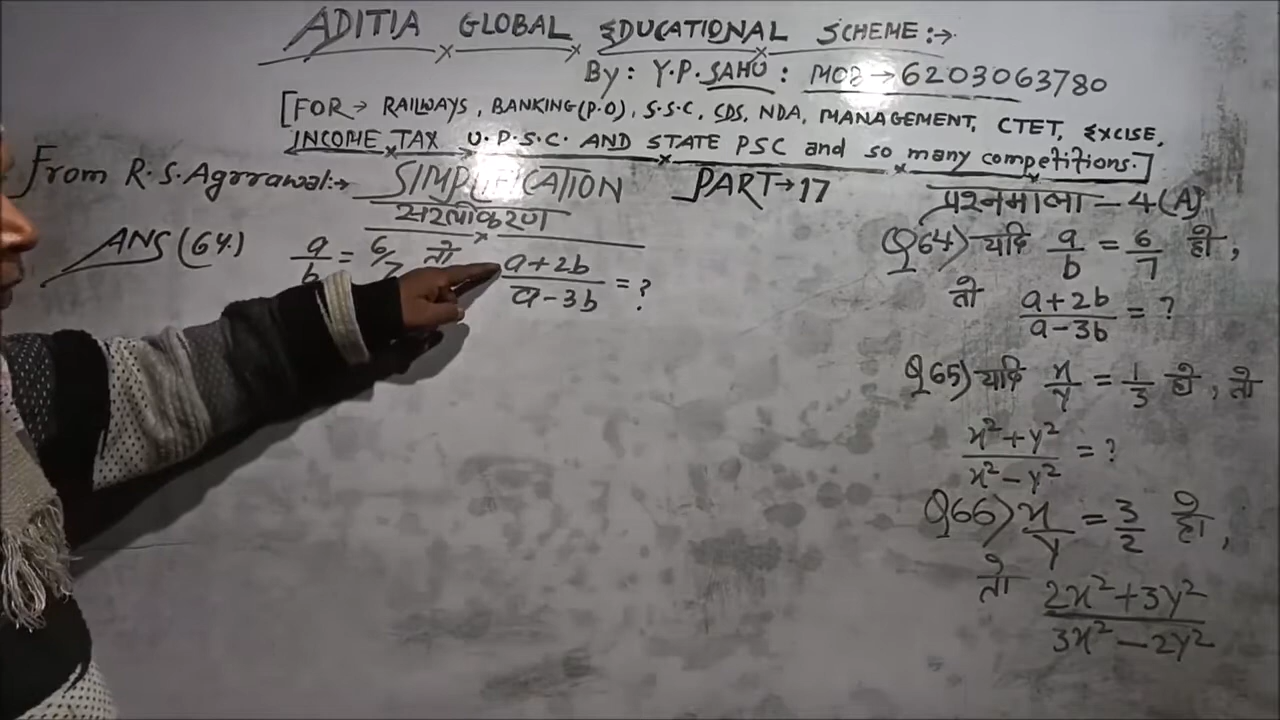 ADITIA GLOBAL EDUCATIONAL SCHEME:→
By: Y.P. SAHU: MOB→6203063780
[FOR→ RAILWAYS, BANKING(P.O), S.S.C, CDS, NDA, MANAGEMENT, CTET, EXCISE,
INCOME TAX U.P.S.C. AND STATE PSC and so many competitions.]
From R.S.Agrrawal:→ SIMPLIFICATION PART→17
सरलीकरण
ANS(64.) a/b = 6/7 तो (a+2b)/(a-3b) = ?
प्रश्नमाला - 4(A)
Q64) यदि a/b = 6/7 हो,
तो (a+2b)/(a-3b) = ?
Q65) यदि x/y = 1/3 हो, तो
(x²+y²)/(x²-y²) = ?
Q66) x/y = 3/2 हो,
तो (2x²+3y²)/(3x²-2y²)